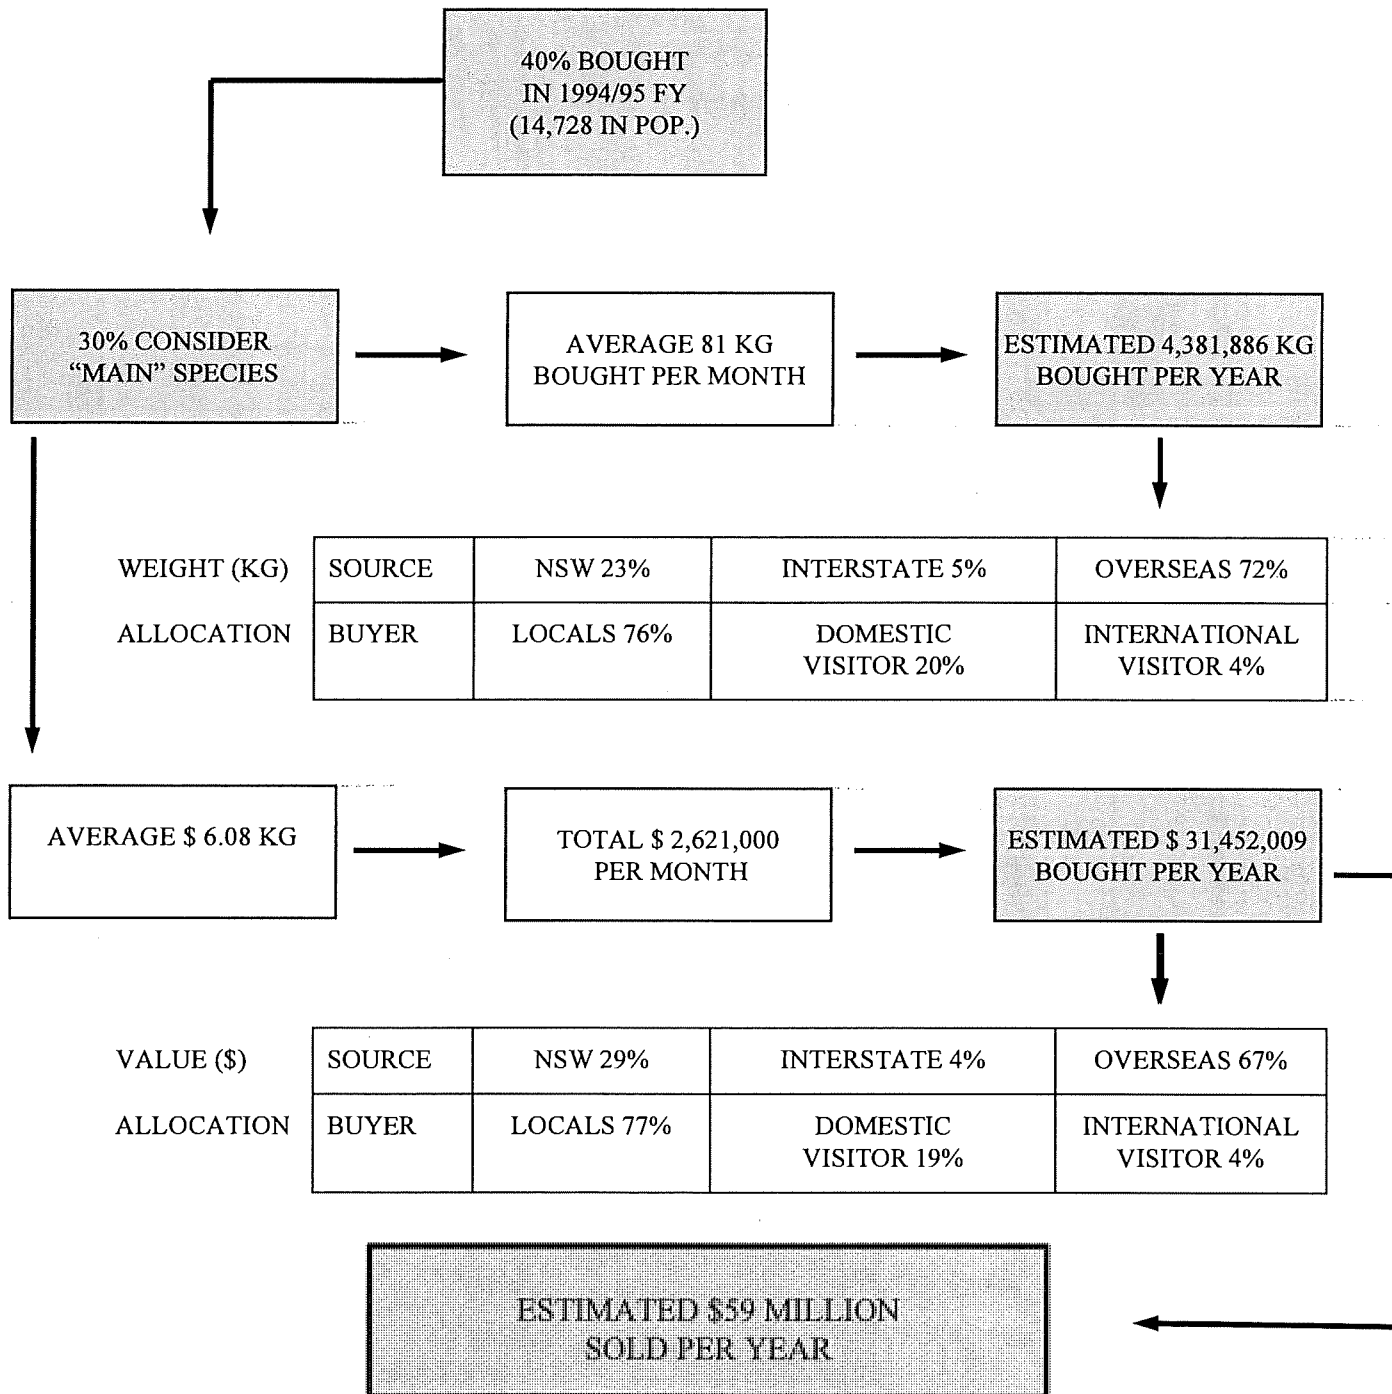 40% BOUGHT
IN 1994/95 FY
(14,728 IN POP.)
30% CONSIDER
“MAIN” SPECIES
AVERAGE 81 KG
BOUGHT PER MONTH
ESTIMATED 4,381,886 KG
BOUGHT PER YEAR
WEIGHT (KG) SOURCE NSW 23% INTERSTATE 5% OVERSEAS 72%
ALLOCATION BUYER LOCALS 76% DOMESTIC
VISITOR 20%
INTERNATIONAL
VISITOR 4%
AVERAGE $ 6.08 KG
TOTAL $ 2,621,000
PER MONTH
ESTIMATED $ 31,452,009
BOUGHT PER YEAR
VALUE ($) SOURCE NSW 29% INTERSTATE 4% OVERSEAS 67%
ALLOCATION BUYER LOCALS 77% DOMESTIC
VISITOR 19%
INTERNATIONAL
VISITOR 4%
ESTIMATED $59 MILLION
SOLD PER YEAR